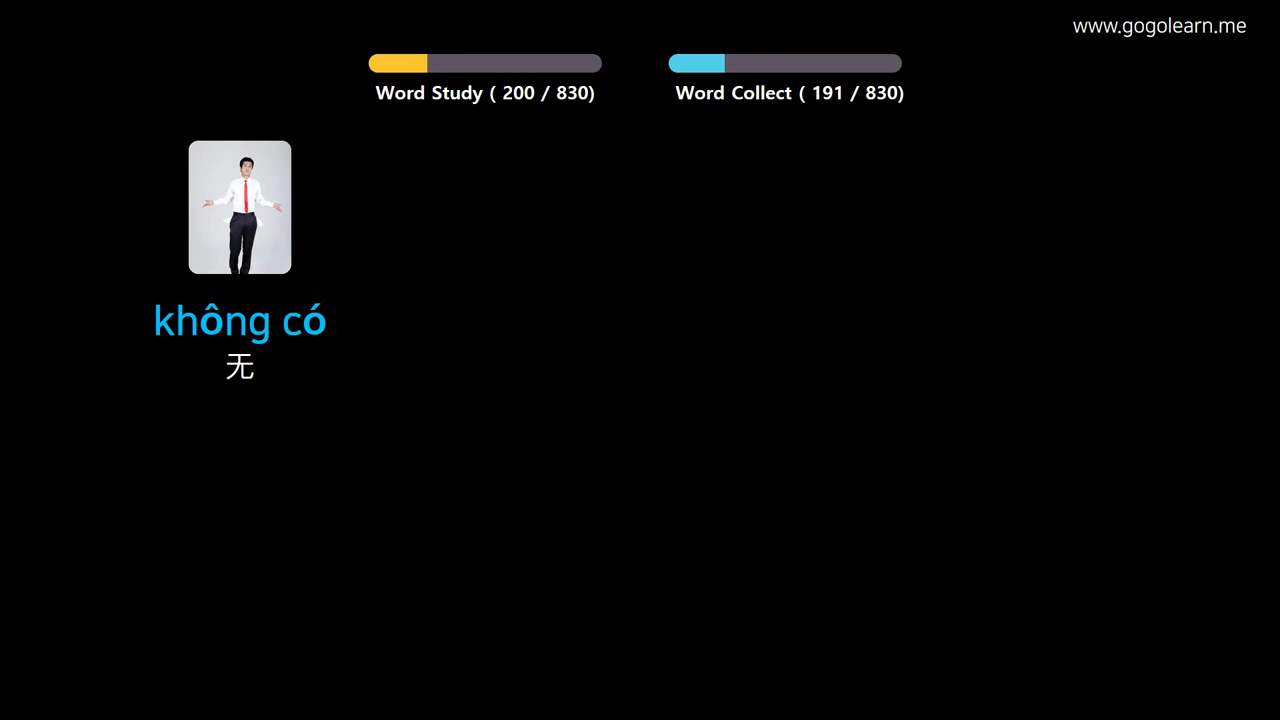 www.gogolearn.me
Word Study ( 200 / 830)
Word Collect ( 191 / 830)
không có
无